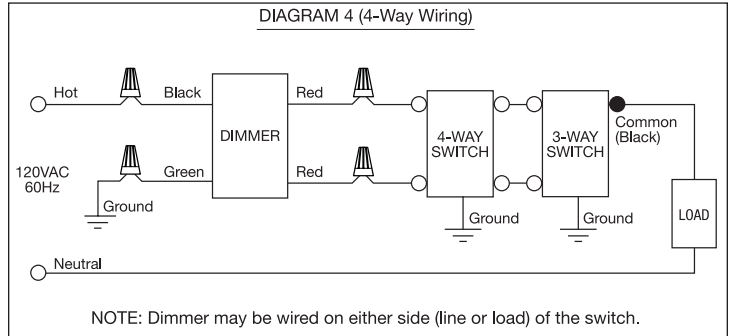 DIAGRAM 4 (4-Way Wiring)
Hot
Black
Red
Common
(Black)
DIMMER
4-WAY
SWITCH
3-WAY
SWITCH
120VAC
60Hz
Green
Red
Ground
Ground
Ground
LOAD
Neutral
NOTE: Dimmer may be wired on either side (line or load) of the switch.